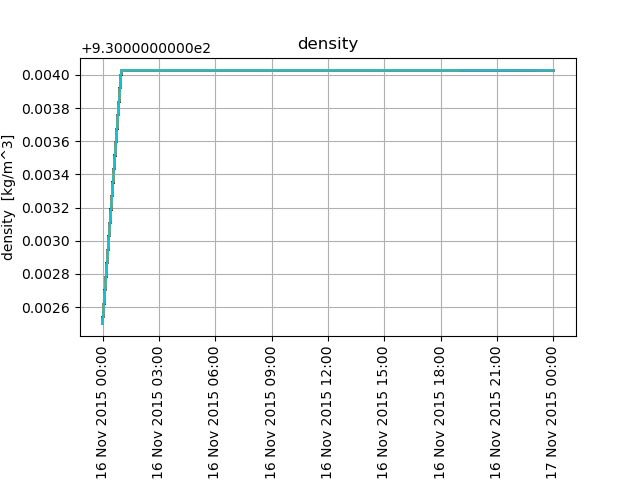 +9.3000000000e2
density
density [kg/m^3]
0.0040
0.0038
0.0036
0.0034
0.0032
0.0030
0.0028
0.0026
16 Nov 2015 00:00
16 Nov 2015 03:00
16 Nov 2015 06:00
16 Nov 2015 09:00
16 Nov 2015 12:00
16 Nov 2015 15:00
16 Nov 2015 18:00
16 Nov 2015 21:00
17 Nov 2015 00:00